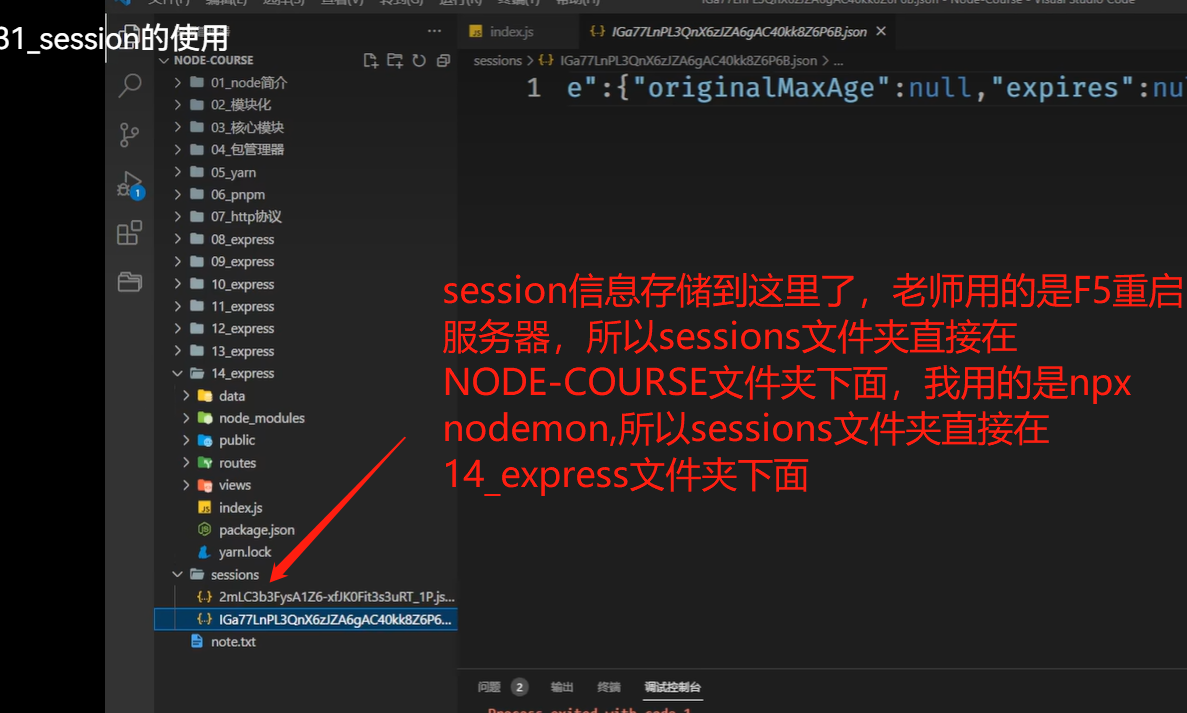 31_session的使用
index.js
IGa77LnPL3QnX6zJZA6gAC40kk8Z6P6B.json
NODE-COURSE
sessions > IGa77LnPL3QnX6zJZA6gAC40kk8Z6P6B.json > ...
1 e":{"originalMaxAge":null,"expires":nu
01_node简介
02_模块化
03_核心模块
04_包管理器
05_yarn
06_pnpm
07_http协议
08_express
09_express
10_express
11_express
12_express
13_express
14_express
data
node_modules
public
routes
views
index.js
package.json
yarn.lock
sessions
2mLC3b3FysA1Z6-xfJK0Fit3s3uRT_1P.js...
IGa77LnPL3QnX6zJZA6gAC40kk8Z6P6...
note.txt
1
session信息存储到这里了，老师用的是F5重启
服务器，所以sessions文件夹直接在
NODE-COURSE文件夹下面，我用的是npx
nodemon,所以sessions文件夹直接在
14_express文件夹下面
问题 2 输出 终端 调试控制台
Process exited with code 1